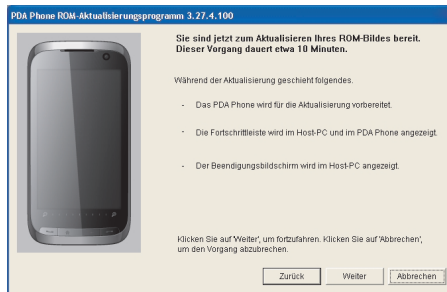 PDA Phone ROM-Aktualisierungsprogramm 3.27.4.100
Sie sind jetzt zum Aktualisieren Ihres ROM-Bildes bereit.
Dieser Vorgang dauert etwa 10 Minuten.
Während der Aktualisierung geschieht folgendes.
- Das PDA Phone wird für die Aktualisierung vorbereitet.
- Die Fortschrittleiste wird im Host-PC und im PDA Phone angezeigt.
- Der Beendigungsbildschirm wird im Host-PC angezeigt.
Klicken Sie auf 'Weiter', um fortzufahren. Klicken Sie auf 'Abbrechen',
um den Vorgang abzubrechen.
Zurück Weiter Abbrechen